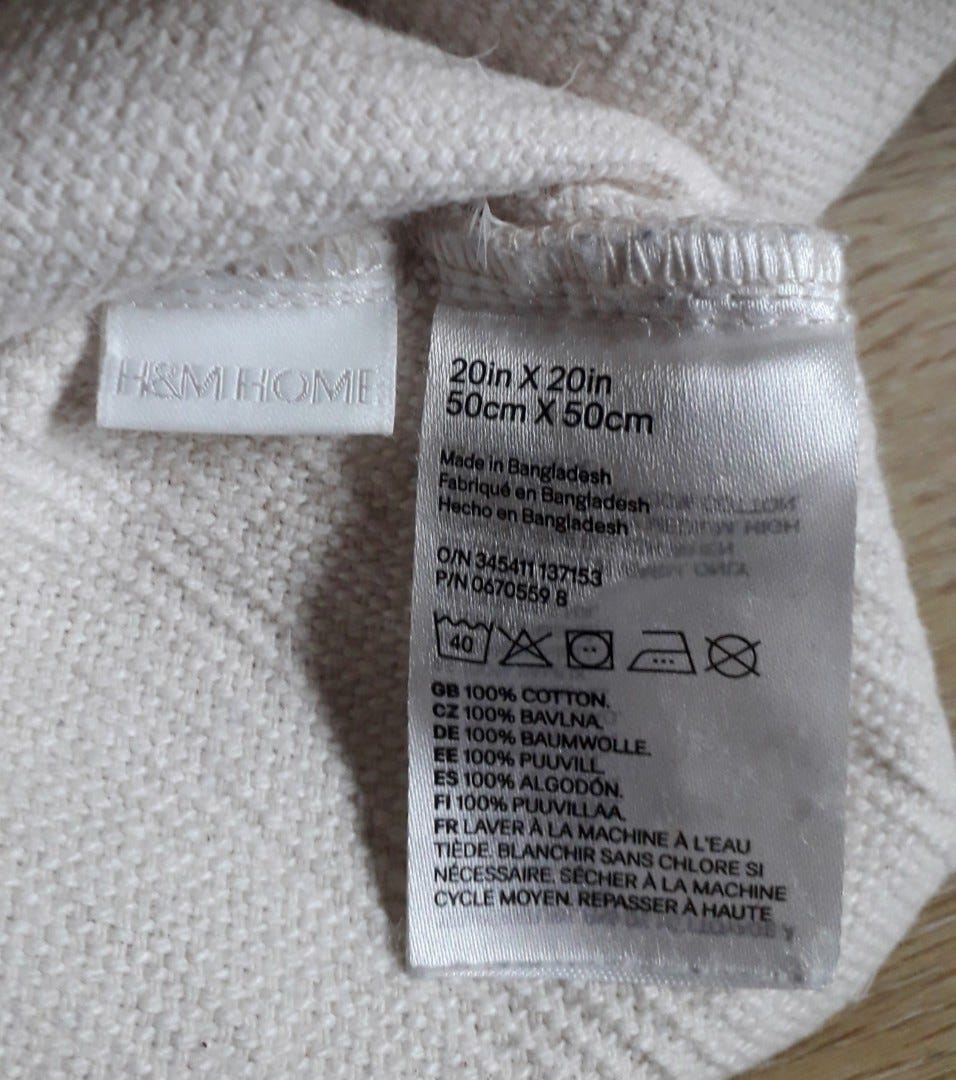 H&M HOME
20in X 20in
50cm X 50cm
Made in Bangladesh
Fabriqué en Bangladesh
Hecho en Bangladesh
O/N 345411 137153
P/N 0670559 8
40
GB 100% COTTON.
CZ 100% BAVLNA.
DE 100% BAUMWOLLE.
EE 100% PUUVILL
ES 100% ALGODÓN.
FI 100% PUUVILLAA.
FR LAVER À LA MACHINE À L'EAU
TIÈDE. BLANCHIR SANS CHLORE SI
NÉCESSAIRE. SÉCHER À LA MACHINE
CYCLE MOYEN. REPASSER À HAUTE